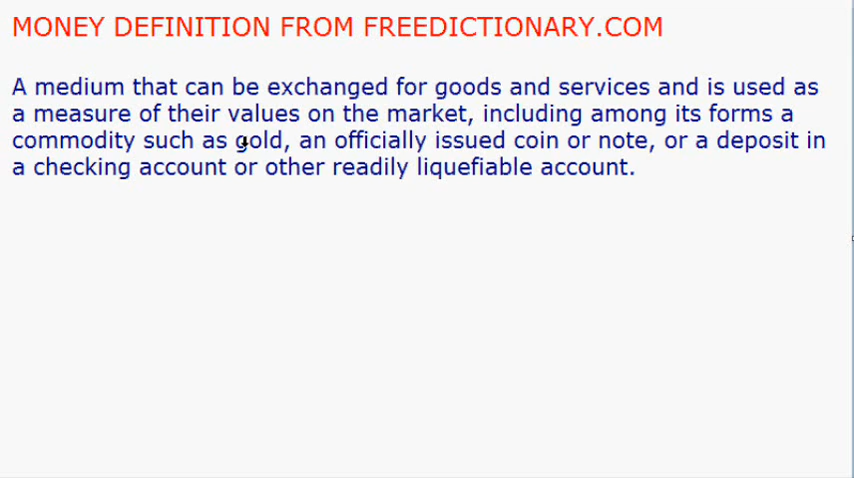 MONEY DEFINITION FROM FREEDICTIONARY.COM
A medium that can be exchanged for goods and services and is used as
a measure of their values on the market, including among its forms a
commodity such as gold, an officially issued coin or note, or a deposit in
a checking account or other readily liquefiable account.